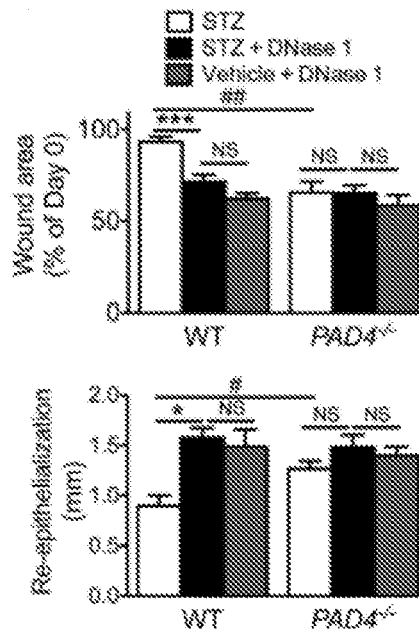 STZ
STZ + DNase 1
Vehicle + DNase 1
##
***
NS
NS
NS
100
50
0
Wound area
(% of Day 0)
WT
PAD4-/-
#
*
NS
NS
NS
2.0
1.5
1.0
0.5
0.0
Re-epithelialization
(mm)
WT
PAD4-/-